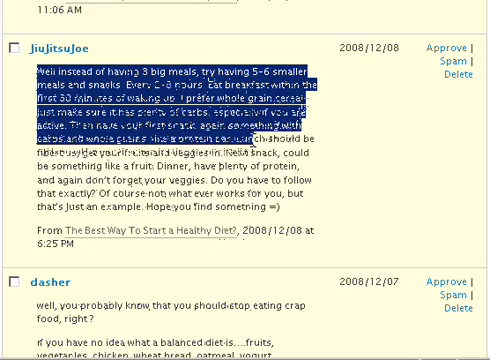 11:06 AM
JiuJitsuJoe 2008/12/08 Approve |
Spam |
Delete
Well instead of having 3 big meals, try having 5-6 smaller
meals and snacks. Every 2-3 hours. Eat breakfast within the
first 30 minutes of waking up. I prefer whole grain cereal
just make sure it has plenty of carbs, especially if you are
active. Then have your first snack, again something with
carbs and whole grains
ch should be
snack, could
be something like a fruit. Dinner, have plenty of protein,
and again don't forget your veggies. Do you have to follow
that exactly? Of course not, what ever works for you, but
that's just an example. Hope you find something =)
From The Best Way To Start a Healthy Diet?, 2008/12/08 at
6:25 PM
dasher 2008/12/07 Approve |
Spam |
Delete
well, you probably know that you should stop eating crap
food, right?
if you have no idea what a balanced diet is....fruits,
vegetables, chicken, wheat bread, oatmeal, yogurt